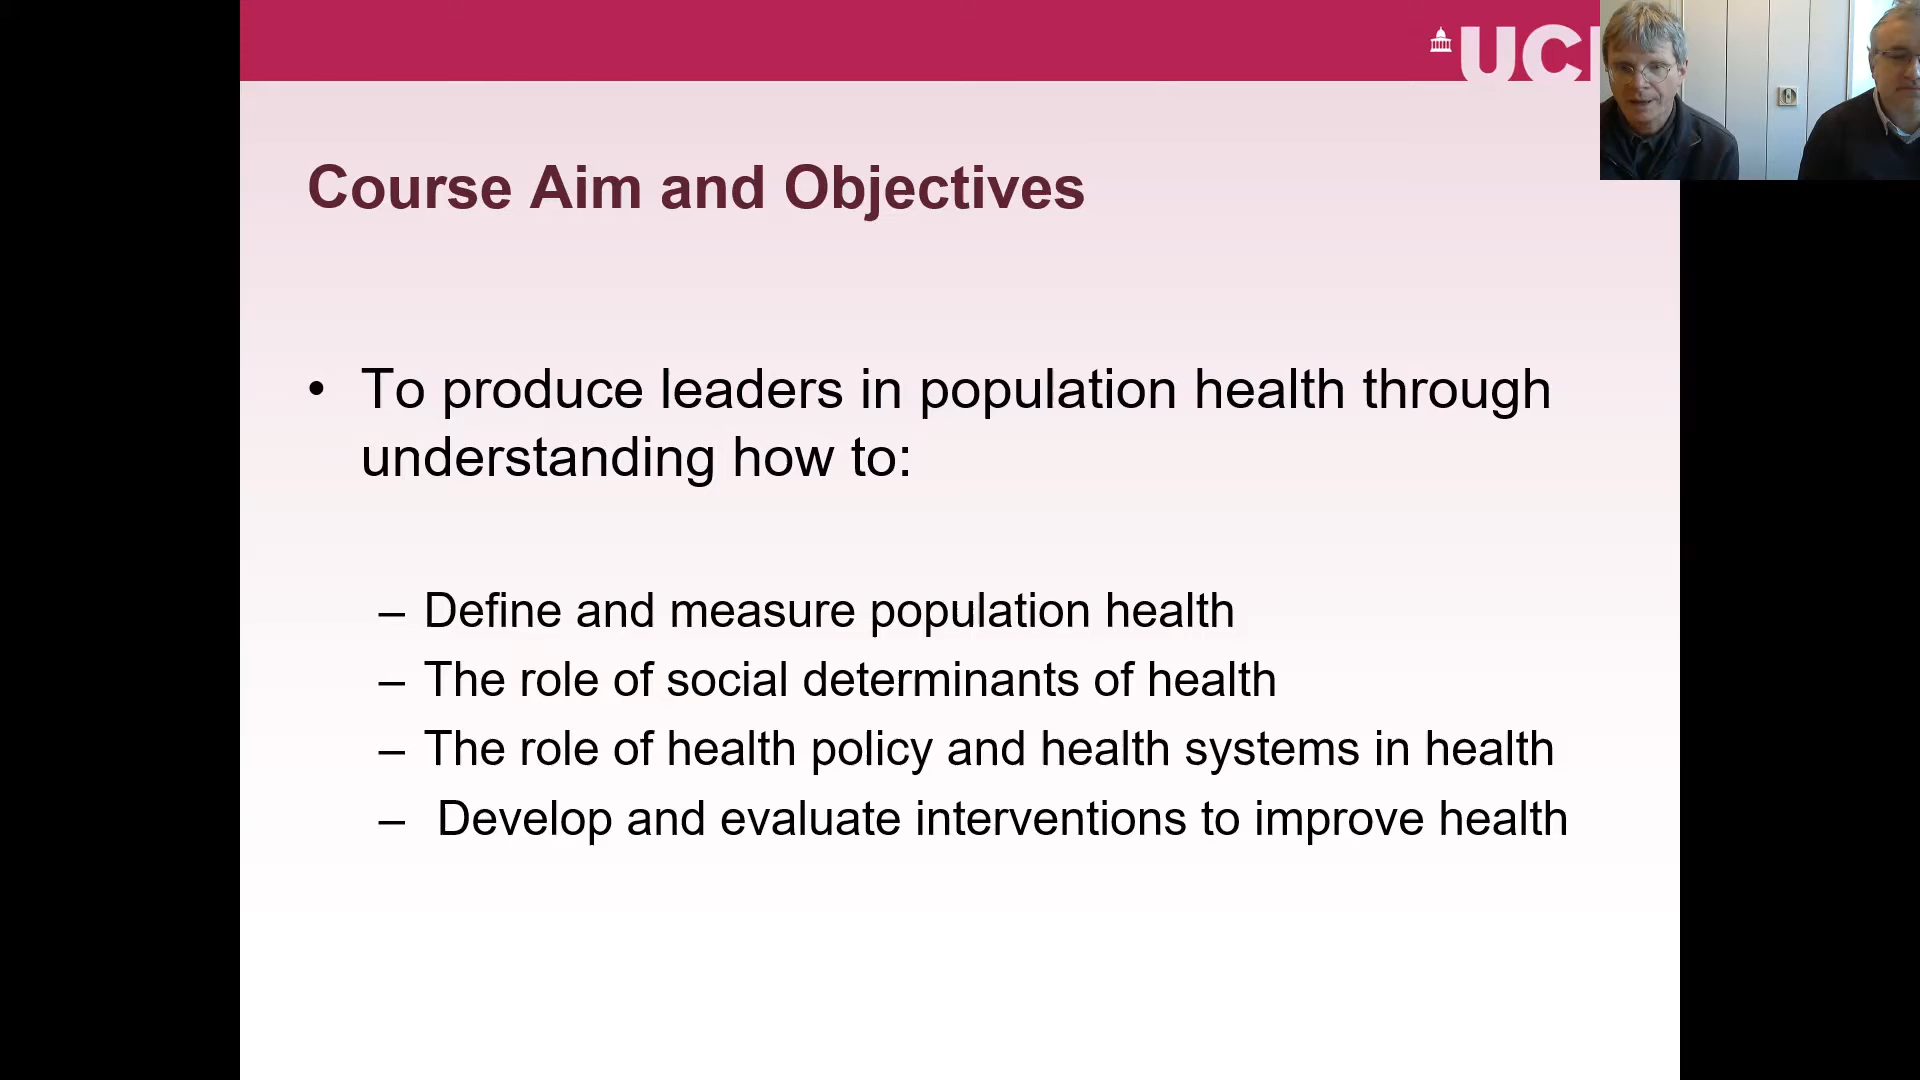 UCL
Course Aim and Objectives
• To produce leaders in population health through
understanding how to:
– Define and measure population health
– The role of social determinants of health
– The role of health policy and health systems in health
– Develop and evaluate interventions to improve health